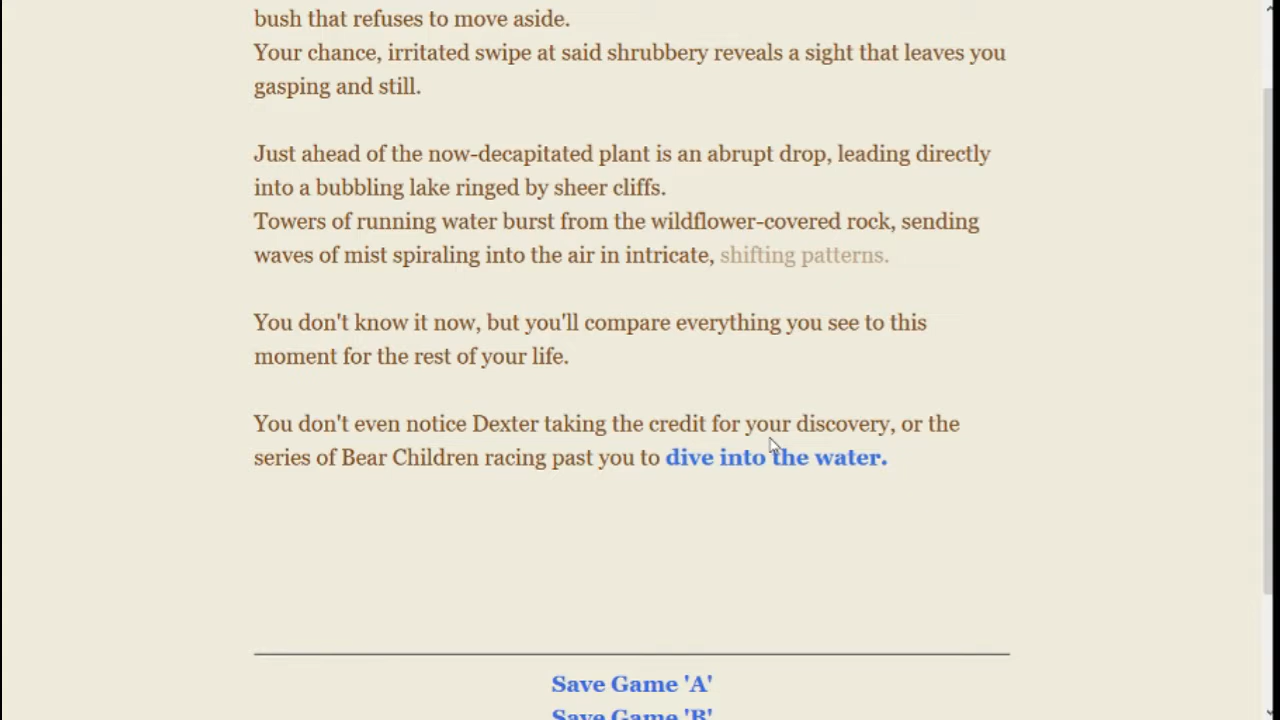 bush that refuses to move aside.
Your chance, irritated swipe at said shrubbery reveals a sight that leaves you
gasping and still.
Just ahead of the now-decapitated plant is an abrupt drop, leading directly
into a bubbling lake ringed by sheer cliffs.
Towers of running water burst from the wildflower-covered rock, sending
waves of mist spiraling into the air in intricate, shifting patterns.
You don't know it now, but you'll compare everything you see to this
moment for the rest of your life.
You don't even notice Dexter taking the credit for your discovery, or the
series of Bear Children racing past you to dive into the water.
Save Game 'A'
Save Game 'B'